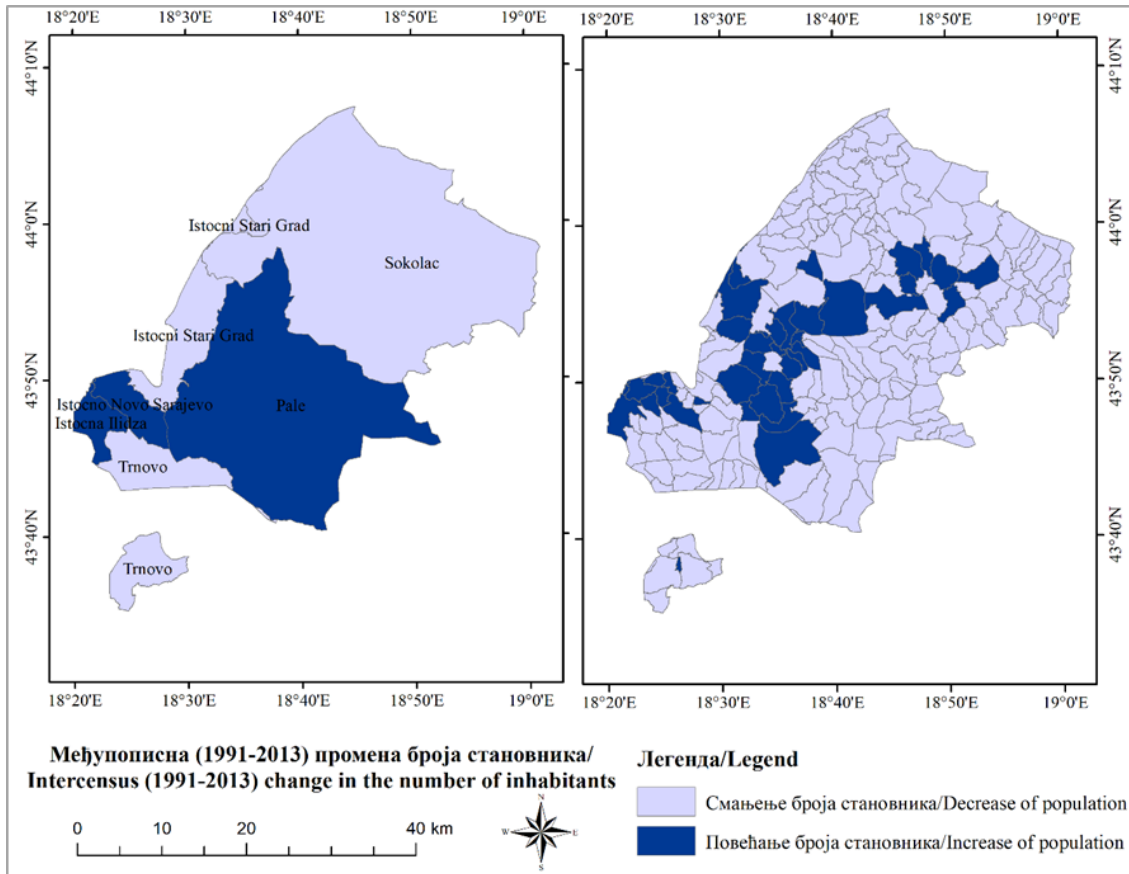 18°20'E 18°30'E 18°40'E 18°50'E 19°0'E
18°20'E 18°30'E 18°40'E 18°50'E 19°0'E
44°10'N
44°0'N
43°50'N
43°40'N
Istocni Stari Grad
Sokolac
Istocni Stari Grad
Istocno Novo Sarajevo
Pale
Istocna Ilidza
Trnovo
Trnovo
44°10'N
44°0'N
43°50'N
43°40'N
18°20'E 18°30'E 18°40'E 18°50'E 19°0'E
18°20'E 18°30'E 18°40'E 18°50'E 19°0'E
Међупописна (1991-2013) промена броја становника/
Intercensus (1991-2013) change in the number of inhabitants
0 10 20 40 km
N
W E
S
Легенда/Legend
Смањење броја становника/Decrease of population
Повећање броја становника/Increase of population